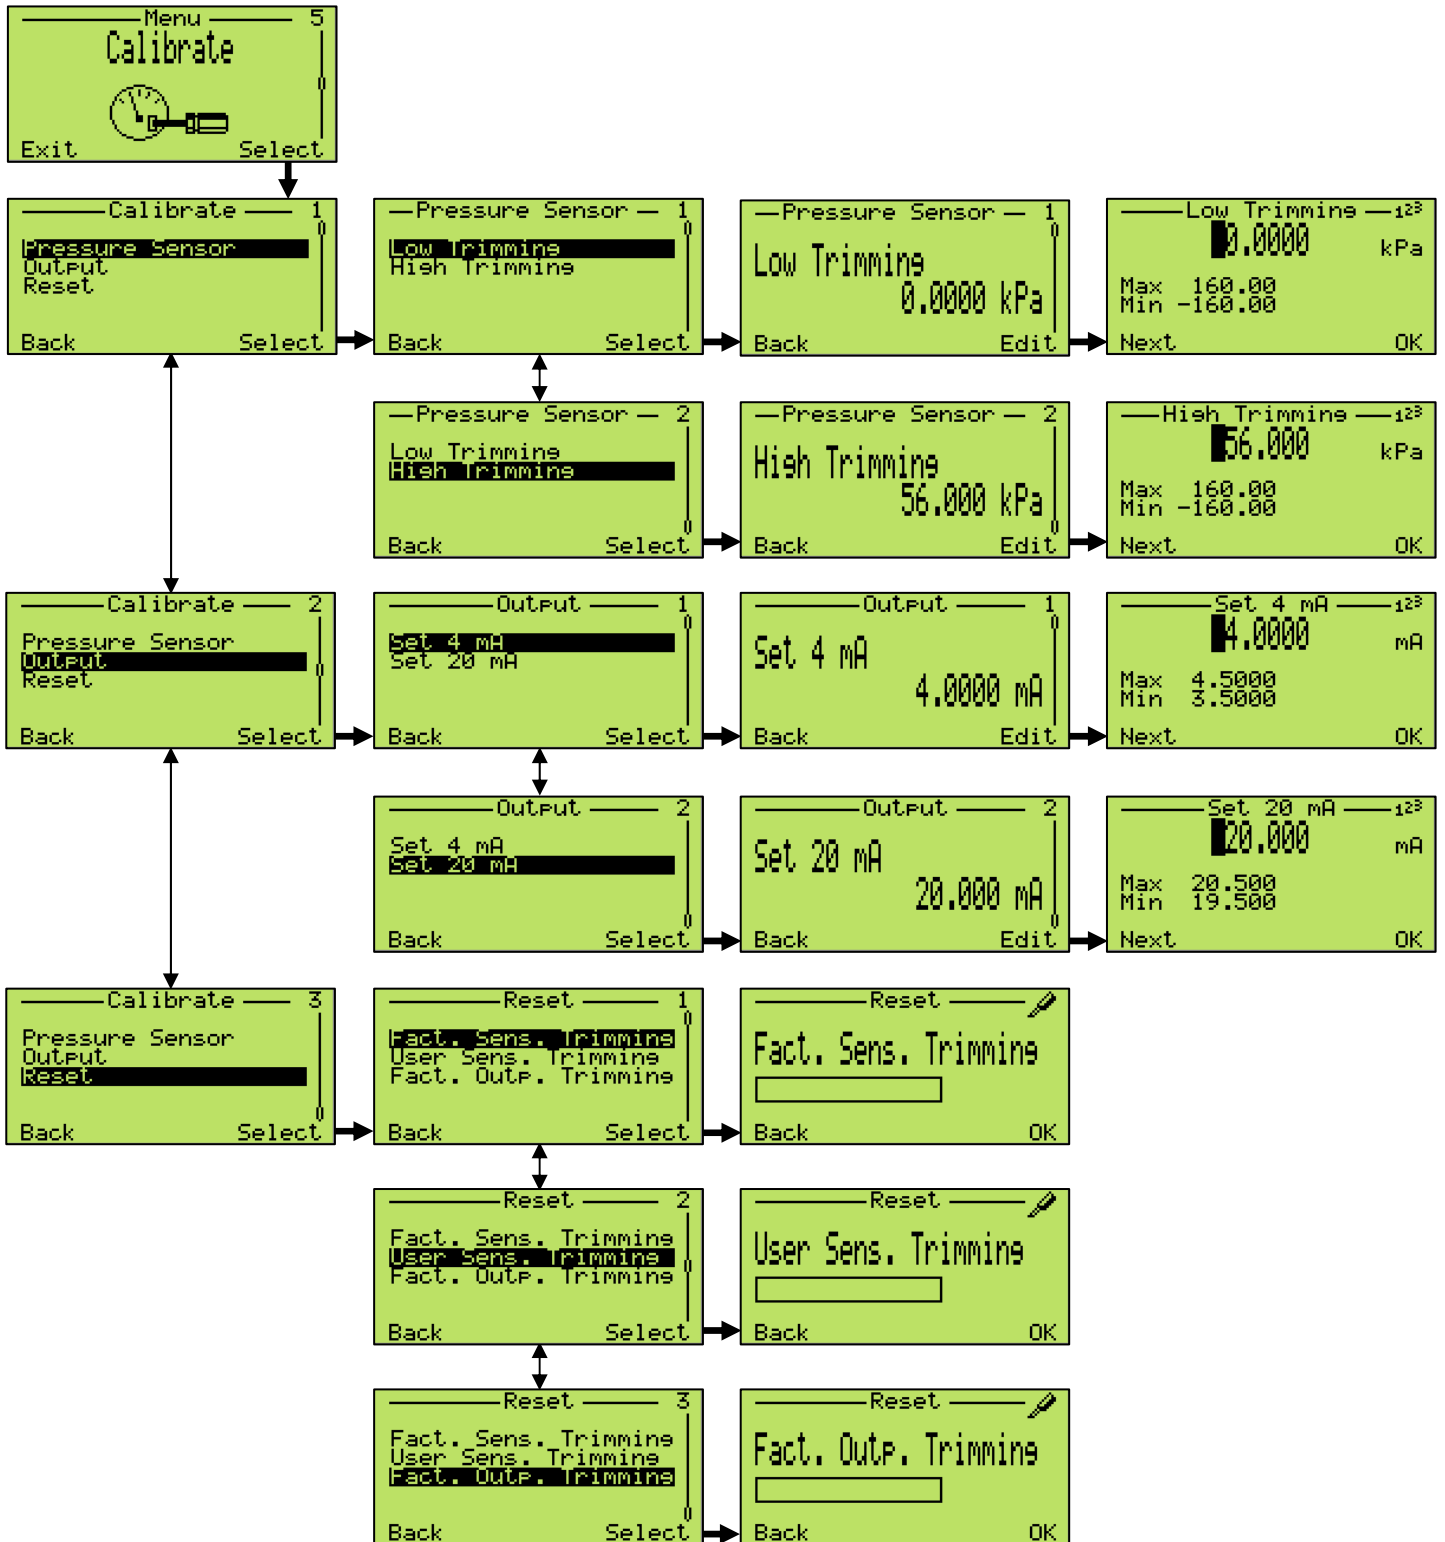 Menu 5
Calibrate
Exit Select
Calibrate 1
Pressure Sensor
Output
Reset
Back Select
Pressure Sensor 1
Low Trimming
High Trimming
Back Select
Pressure Sensor 1
Low Trimming
0.0000 kPa
Back Edit
Low Trimming 123
0.0000 kPa
Max 160.00
Min -160.00
Next OK
Pressure Sensor 2
Low Trimming
High Trimming
Back Select
Pressure Sensor 2
High Trimming
56.000 kPa
Back Edit
High Trimming 123
56.000 kPa
Max 160.00
Min -160.00
Next OK
Calibrate 2
Pressure Sensor
Output
Reset
Back Select
Output 1
Set 4 mA
Set 20 mA
Back Select
Output 1
Set 4 mA
4.0000 mA
Back Edit
Set 4 mA 123
4.0000 mA
Max 4.5000
Min 3.5000
Next OK
Output 2
Set 4 mA
Set 20 mA
Back Select
Output 2
Set 20 mA
20.000 mA
Back Edit
Set 20 mA 123
20.000 mA
Max 20.500
Min 19.500
Next OK
Calibrate 3
Pressure Sensor
Output
Reset
Back Select
Reset 1
Fact. Sens. Trimming
User Sens. Trimming
Fact. Outp. Trimming
Back Select
Reset
Fact. Sens. Trimming
Back OK
Reset 2
Fact. Sens. Trimming
User Sens. Trimming
Fact. Outp. Trimming
Back Select
Reset
User Sens. Trimming
Back OK
Reset 3
Fact. Sens. Trimming
User Sens. Trimming
Fact. Outp. Trimming
Back Select
Reset
Fact. Outp. Trimming
Back OK